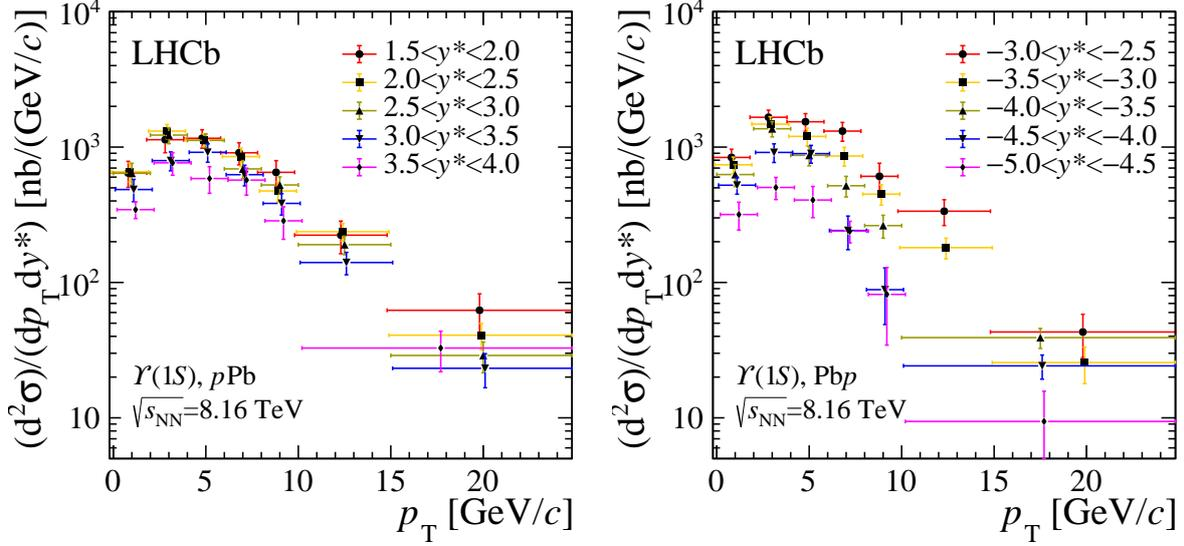 (d²σ)/(dp_T dy*) [nb/(GeV/c)]
10⁴
10³
10²
10
LHCb
1.5<y*<2.0
2.0<y*<2.5
2.5<y*<3.0
3.0<y*<3.5
3.5<y*<4.0
ϒ(1S), pPb
√s_NN=8.16 TeV
0 5 10 15 20
p_T [GeV/c]
(d²σ)/(dp_T dy*) [nb/(GeV/c)]
10⁴
10³
10²
10
LHCb
−3.0<y*<−2.5
−3.5<y*<−3.0
−4.0<y*<−3.5
−4.5<y*<−4.0
−5.0<y*<−4.5
ϒ(1S), Pbp
√s_NN=8.16 TeV
0 5 10 15 20
p_T [GeV/c]